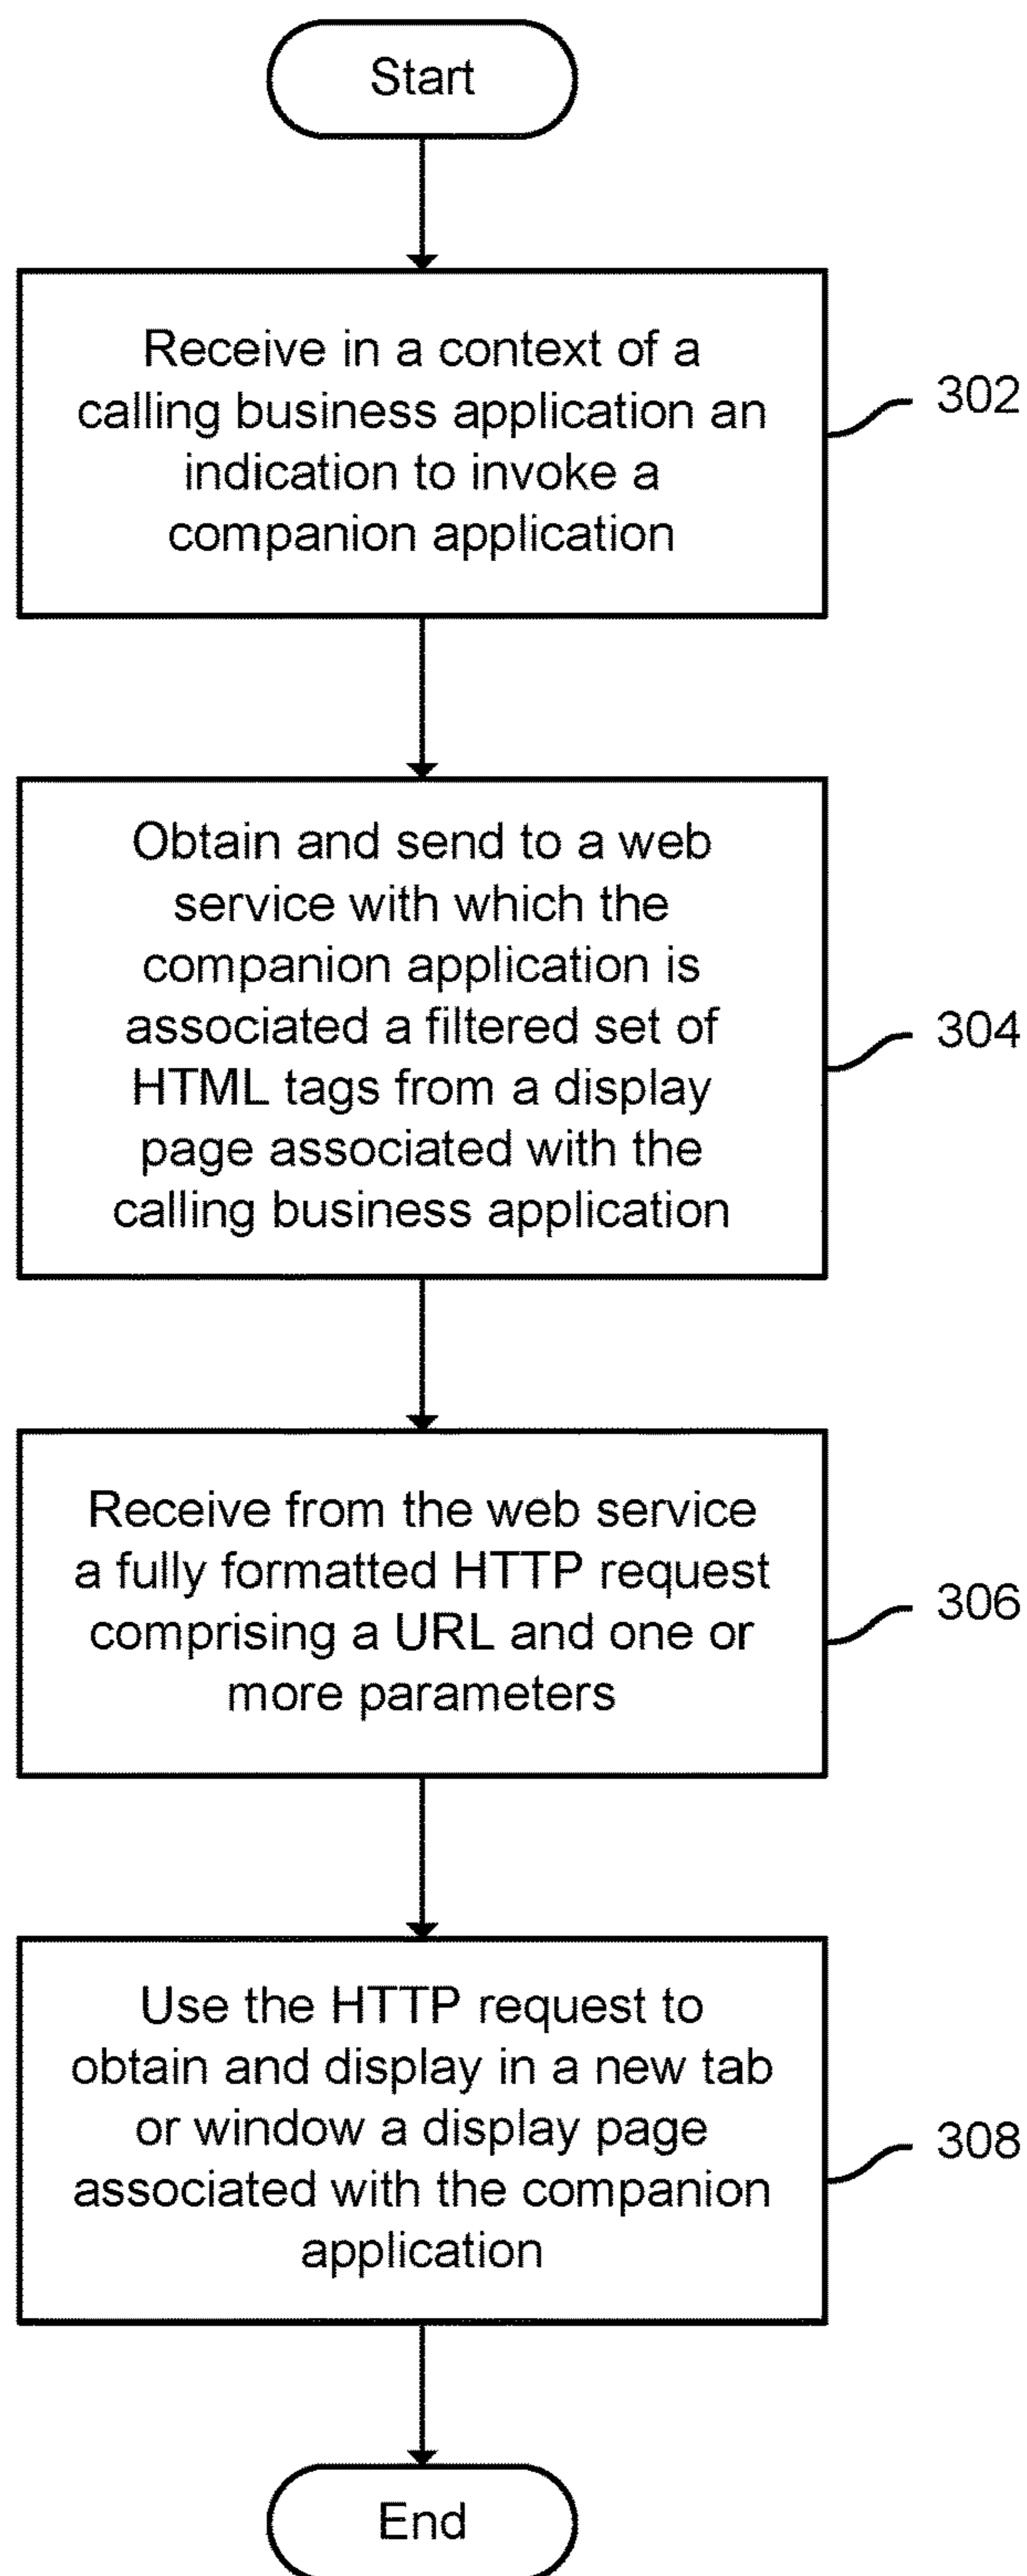 Start
Receive in a context of a
calling business application an
indication to invoke a
companion application
302
Obtain and send to a web
service with which the
companion application is
associated a filtered set of
HTML tags from a display
page associated with the
calling business application
304
Receive from the web service
a fully formatted HTTP request
comprising a URL and one or
more parameters
306
Use the HTTP request to
obtain and display in a new tab
or window a display page
associated with the companion
application
308
End